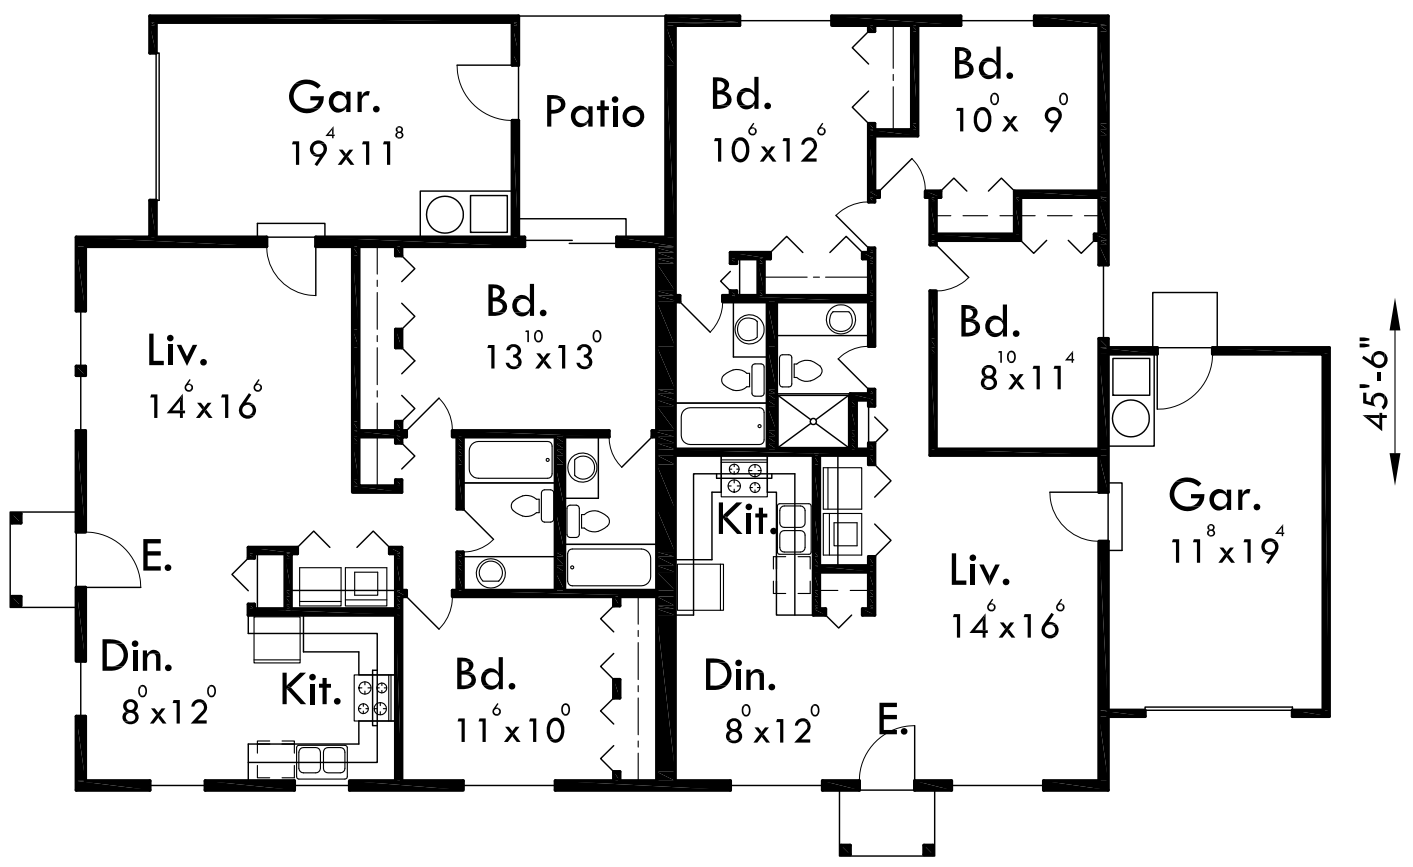 Gar.
19⁴x11⁸
Patio
Bd.
10⁶x12⁶
Bd.
10⁰x 9⁰
Liv.
14⁶x16⁶
Bd.
13¹⁰x13⁰
Bd.
8¹⁰x11⁴
45'-6"
Gar.
11⁸x19⁴
Kit.
E.
Liv.
14⁶x16⁶
Din.
8⁰x12⁰
Kit.
Bd.
11⁶x10⁰
Din.
8⁰x12⁰
E.